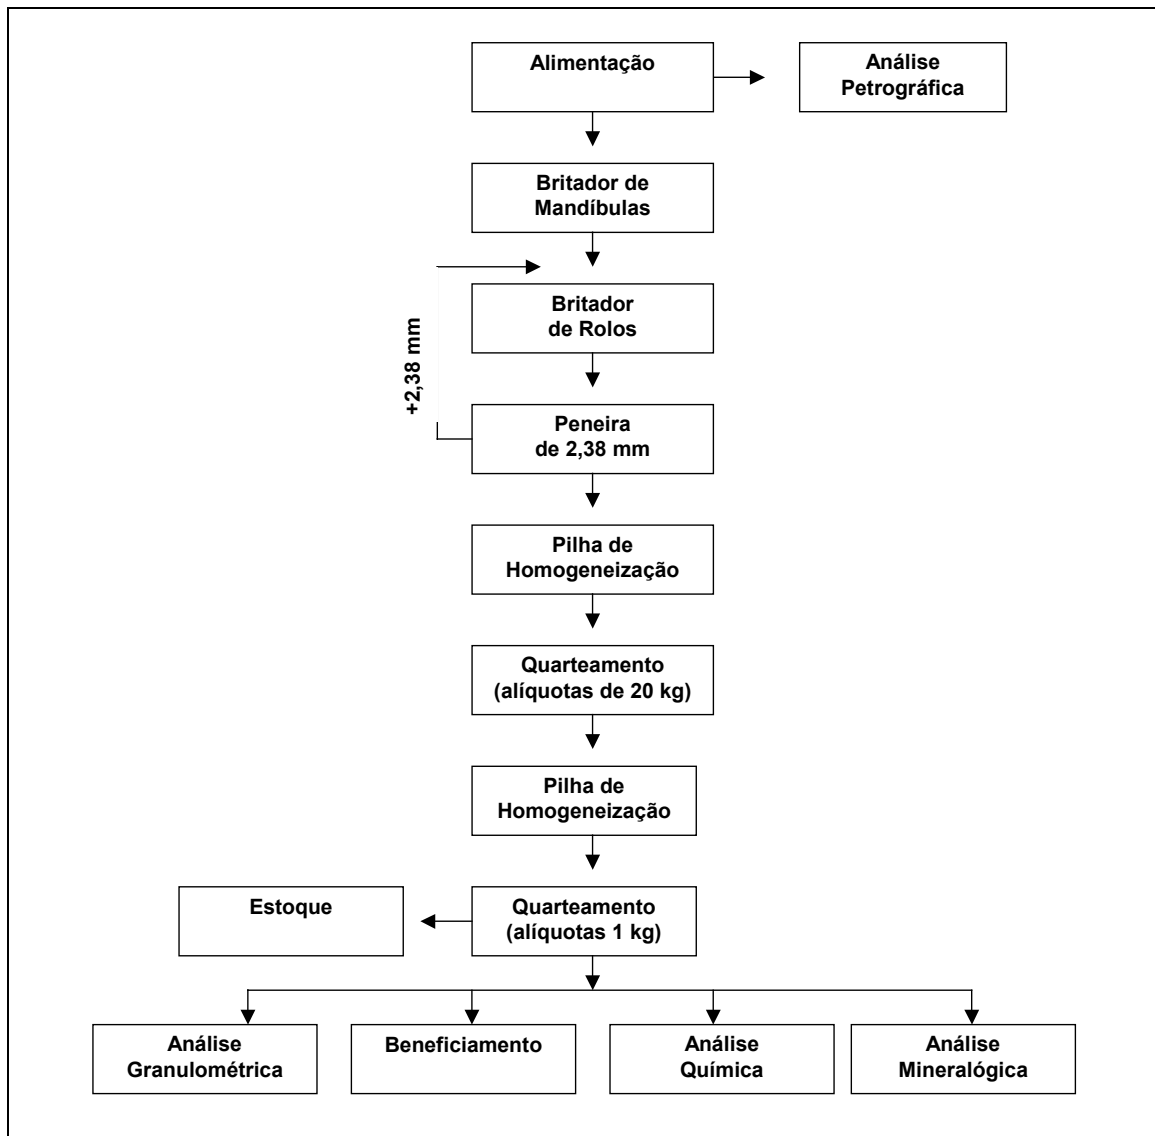 Alimentação
Análise
Petrográfica
Britador de
Mandíbulas
Britador
de Rolos
+2,38 mm
Peneira
de 2,38 mm
Pilha de
Homogeneização
Quarteamento
(alíquotas de 20 kg)
Pilha de
Homogeneização
Estoque
Quarteamento
(alíquotas 1 kg)
Análise
Granulométrica
Beneficiamento
Análise
Química
Análise
Mineralógica